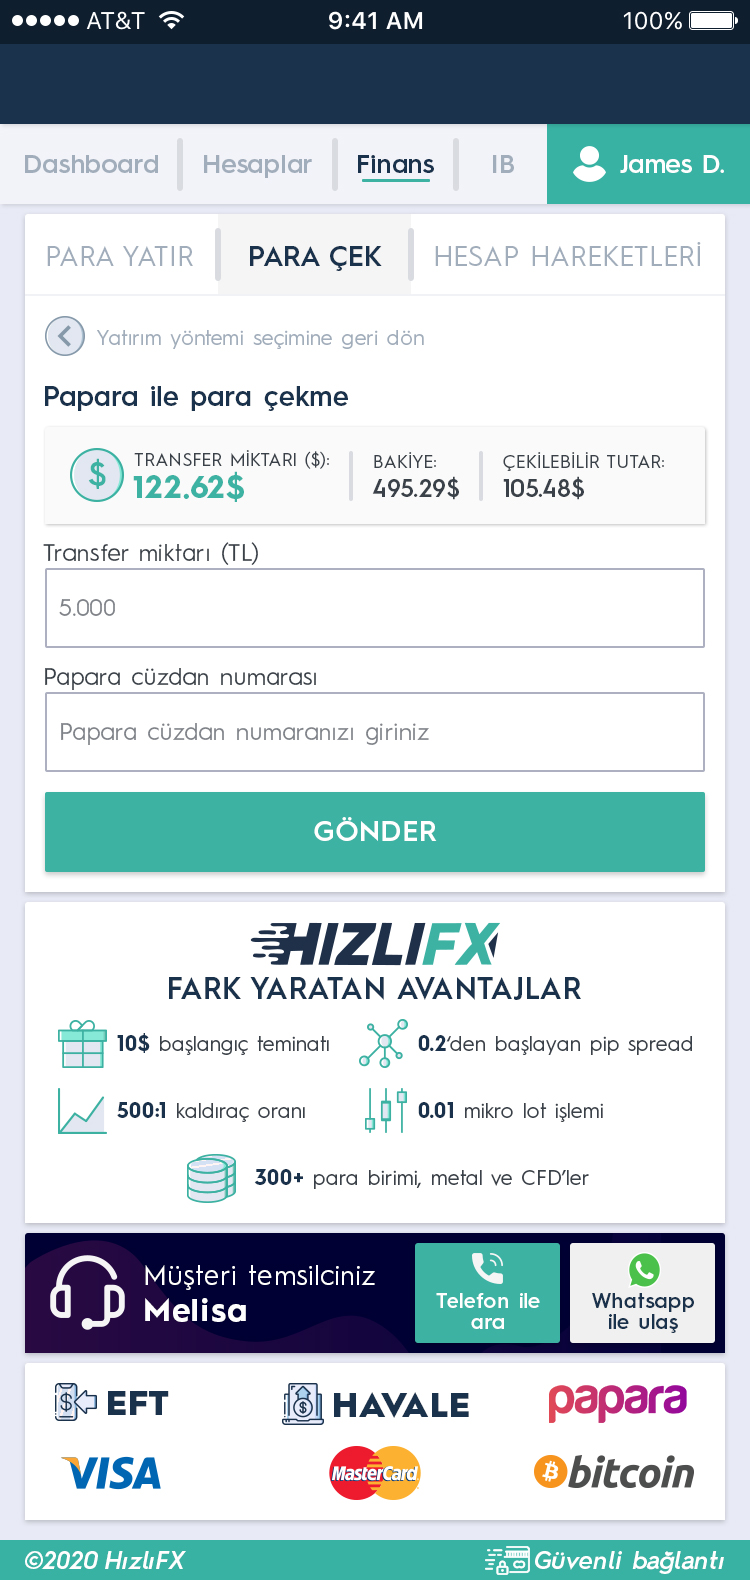 AT&T 9:41 AM 100%
Dashboard Hesaplar Finans IB James D.
PARA YATIR PARA ÇEK HESAP HAREKETLERİ
Yatırım yöntemi seçimine geri dön
Papara ile para çekme
$ TRANSFER MİKTARI ($): BAKİYE: ÇEKİLEBİLİR TUTAR:
122.62$ 495.29$ 105.48$
Transfer miktarı (TL)
5.000
Papara cüzdan numarası
Papara cüzdan numaranızı giriniz
GÖNDER
HIZLIFX
FARK YARATAN AVANTAJLAR
10$ başlangıç teminatı 0.2'den başlayan pip spread
500:1 kaldıraç oranı 0.01 mikro lot işlemi
300+ para birimi, metal ve CFD'ler
Müşteri temsilciniz
Melisa
Telefon ile
ara
Whatsapp
ile ulaş
EFT HAVALE papara
VISA MasterCard bitcoin
©2020 HızlıFX Güvenli bağlantı